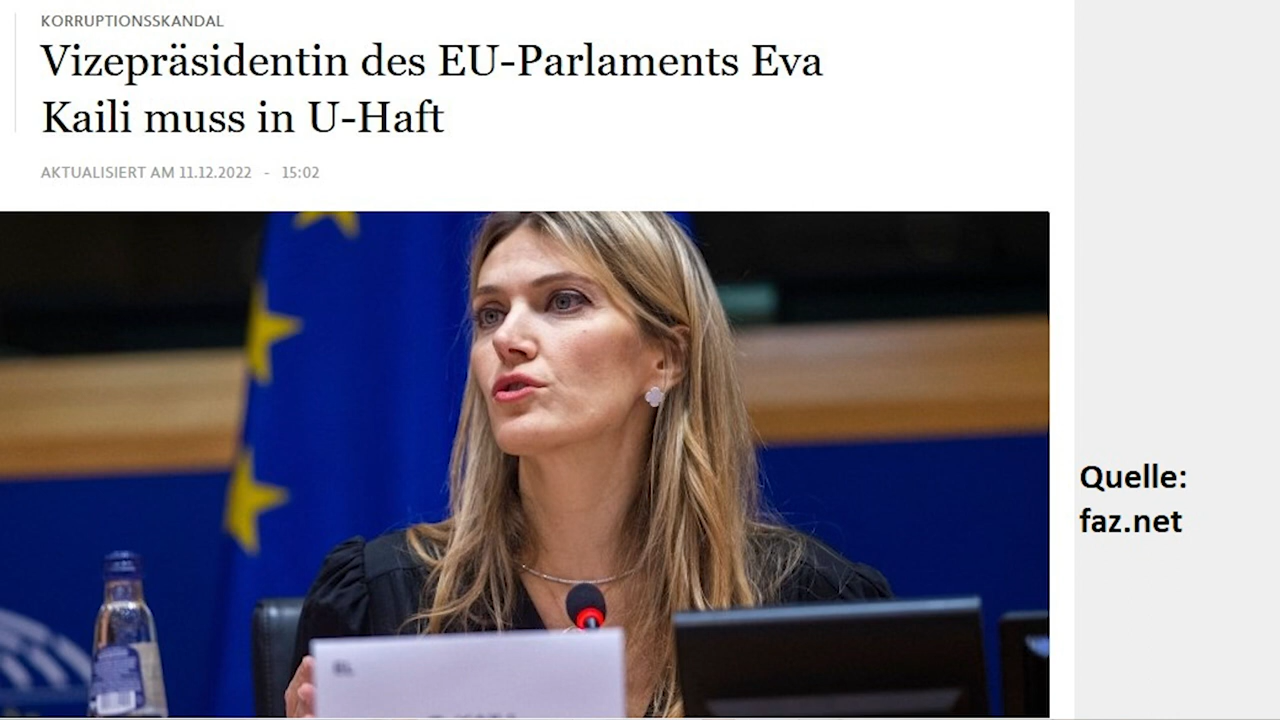 KORRUPTIONSSKANDAL
Vizepräsidentin des EU-Parlaments Eva
Kaili muss in U-Haft
AKTUALISIERT AM 11.12.2022 - 15:02
Quelle:
faz.net